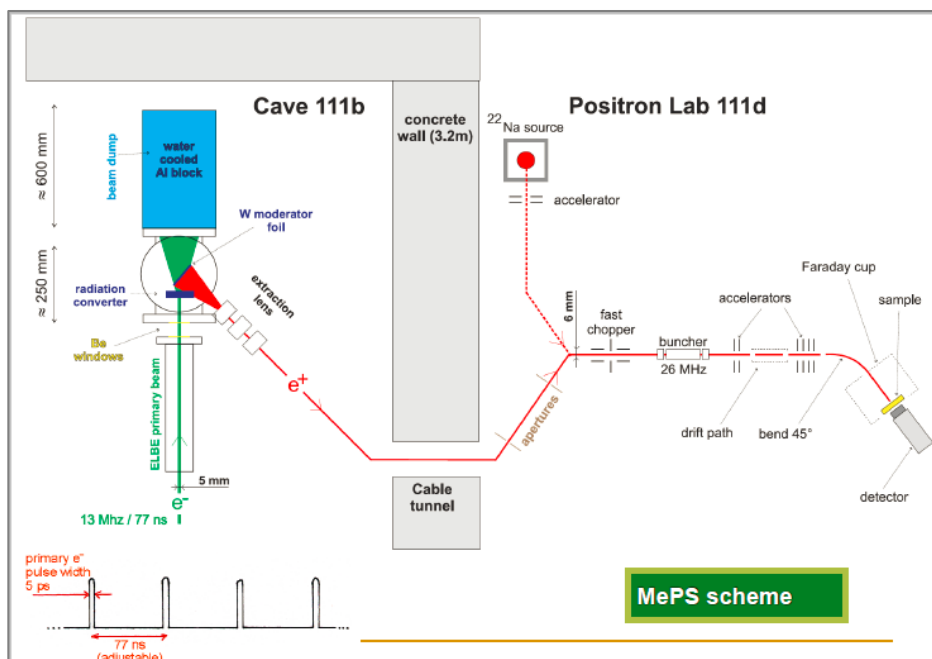 Cave 111b
Positron Lab 111d
concrete
wall (3.2m)
²²Na source
accelerator
≈ 600 mm
beam dump
water
cooled
Al block
W moderator
foil
≈ 250 mm
radiation
converter
extraction
lens
Be
windows
ELBE primary beam
5 mm
e⁻
13 Mhz / 77 ns
e⁺
6 mm
fast
chopper
apertures
buncher
26 MHz
accelerators
Faraday cup
sample
drift path
bend 45°
detector
Cable
tunnel
primary e⁻
pulse width
5 ps
77 ns
(adjustable)
MePS scheme